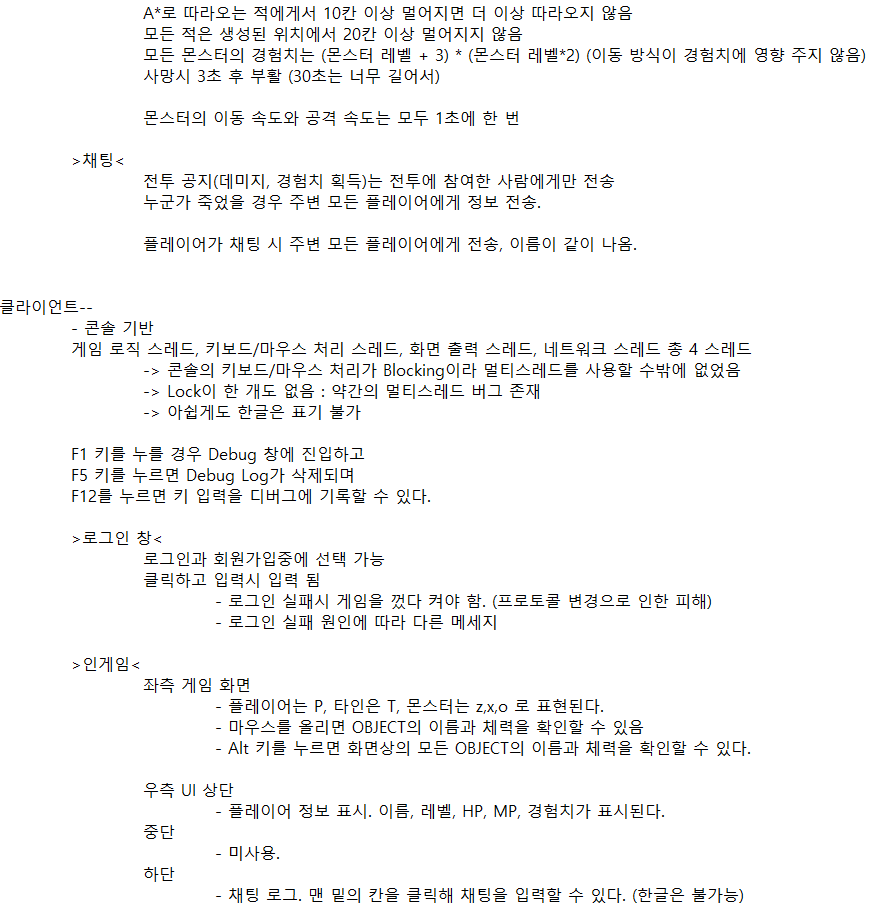 A*로 따라오는 적에게서 10칸 이상 멀어지면 더 이상 따라오지 않음
모든 적은 생성된 위치에서 20칸 이상 멀어지지 않음
모든 몬스터의 경험치는 (몬스터 레벨 + 3) * (몬스터 레벨*2) (이동 방식이 경험치에 영향 주지 않음)
사망시 3초 후 부활 (30초는 너무 길어서)
몬스터의 이동 속도와 공격 속도는 모두 1초에 한 번
>채팅<
전투 공지(데미지, 경험치 획득)는 전투에 참여한 사람에게만 전송
누군가 죽었을 경우 주변 모든 플레이어에게 정보 전송.
플레이어가 채팅 시 주변 모든 플레이어에게 전송, 이름이 같이 나옴.
클라이언트--
- 콘솔 기반
게임 로직 스레드, 키보드/마우스 처리 스레드, 화면 출력 스레드, 네트워크 스레드 총 4 스레드
-> 콘솔의 키보드/마우스 처리가 Blocking이라 멀티스레드를 사용할 수밖에 없었음
-> Lock이 한 개도 없음 : 약간의 멀티스레드 버그 존재
-> 아쉽게도 한글은 표기 불가
F1 키를 누를 경우 Debug 창에 진입하고
F5 키를 누르면 Debug Log가 삭제되며
F12를 누르면 키 입력을 디버그에 기록할 수 있다.
>로그인 창<
로그인과 회원가입중에 선택 가능
클릭하고 입력시 입력 됨
- 로그인 실패시 게임을 껐다 켜야 함. (프로토콜 변경으로 인한 피해)
- 로그인 실패 원인에 따라 다른 메세지
>인게임<
좌측 게임 화면
- 플레이어는 P, 타인은 T, 몬스터는 z,x,o 로 표현된다.
- 마우스를 올리면 OBJECT의 이름과 체력을 확인할 수 있음
- Alt 키를 누르면 화면상의 모든 OBJECT의 이름과 체력을 확인할 수 있다.
우측 UI 상단
- 플레이어 정보 표시. 이름, 레벨, HP, MP, 경험치가 표시된다.
중단
- 미사용.
하단
- 채팅 로그. 맨 밑의 칸을 클릭해 채팅을 입력할 수 있다. (한글은 불가능)